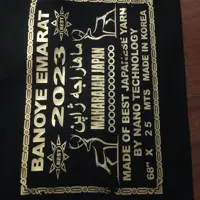 BANOYE EMARAT
2023
ماهاراجه ژاپن
MAHARAJAH JAPAN
MADE OF BEST JAPANESE YARN
BY NANO TECHNOLOGY
68" X 25 MTS MADE IN KOREA